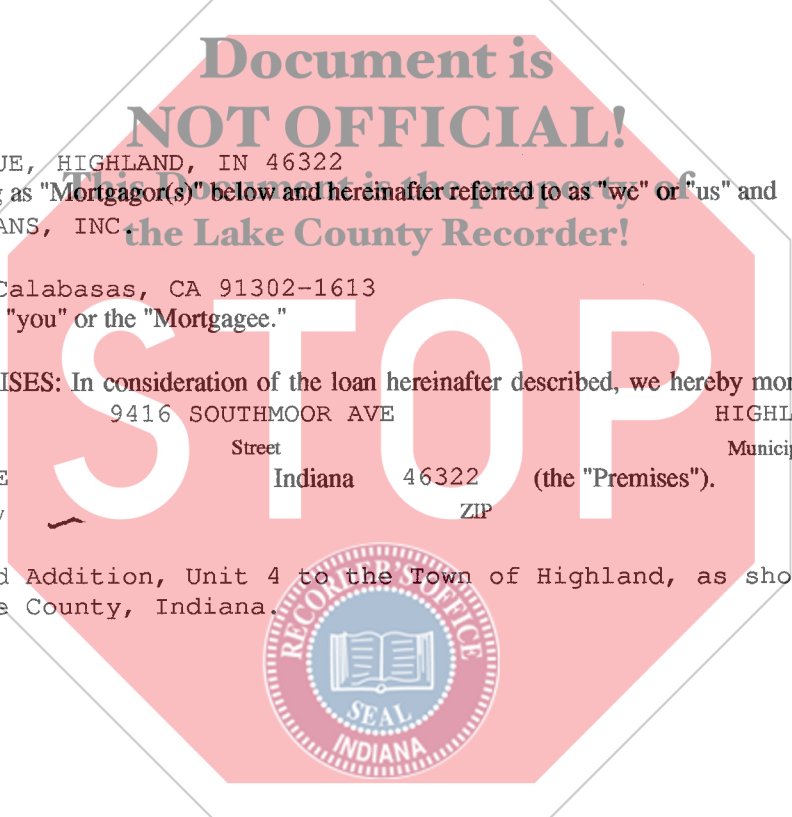 Document is
NOT OFFICIAL!
UE, HIGHLAND, IN 46322
This Document is the property of
as "Mortgagor(s)" below and hereinafter referred to as "we" or "us" and
ANS, INC.
the Lake County Recorder!
Calabasas, CA 91302-1613
"you" or the "Mortgagee."
STOP
ISES: In consideration of the loan hereinafter described, we hereby mor
9416 SOUTHMOOR AVE HIGHL
Street Municip
E Indiana 46322 (the "Premises").
ZIP
d Addition, Unit 4 to the Town of Highland, as sho
e County, Indiana.
RECORDER'S OFFICE
SEAL
INDIANA